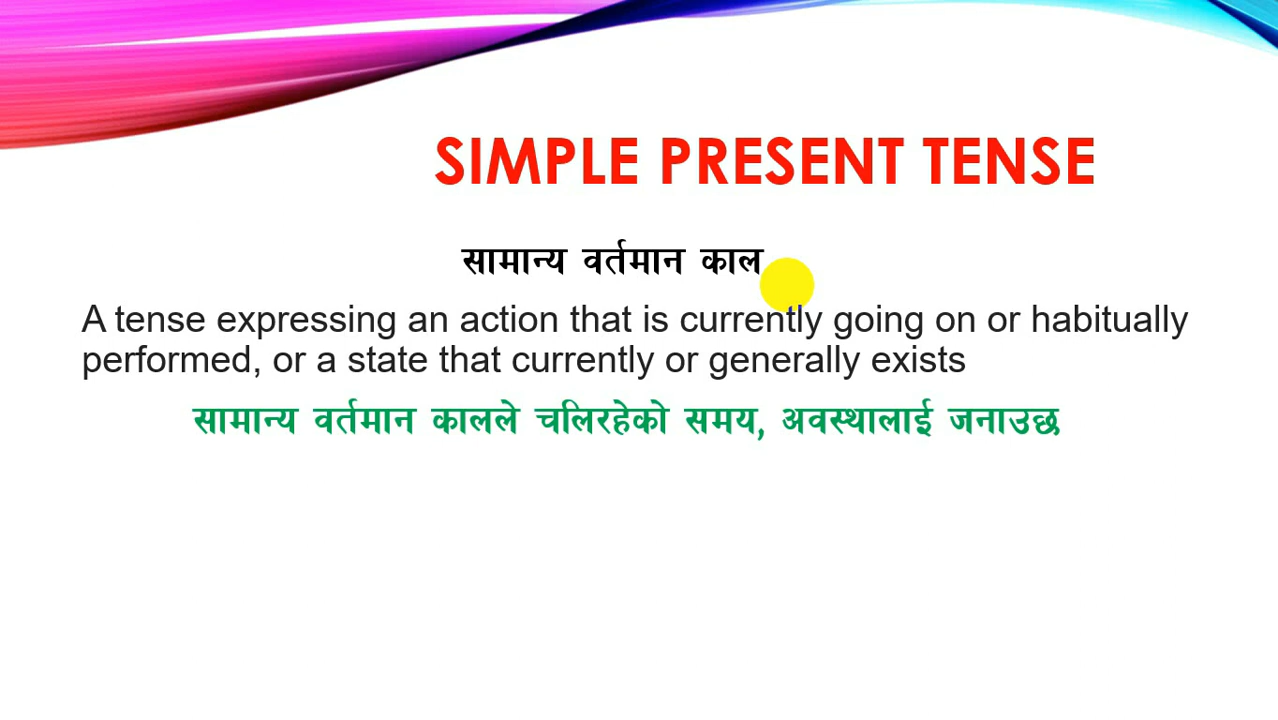 SIMPLE PRESENT TENSE
सामान्य वर्तमान काल
A tense expressing an action that is currently going on or habitually
performed, or a state that currently or generally exists
सामान्य वर्तमान कालले चलिरहेको समय, अवस्थालाई जनाउछ